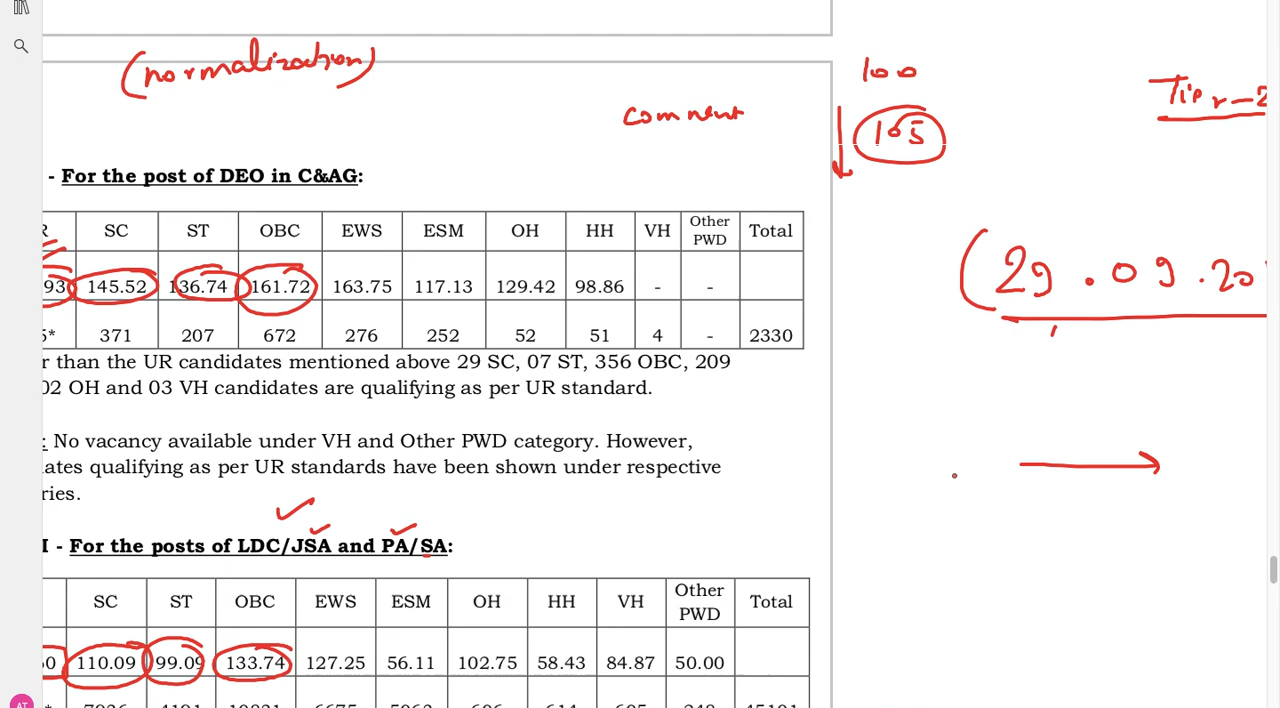 (normalization)
comment
100
105
Tier-2
- For the post of DEO in C&AG:
R SC ST OBC EWS ESM OH HH VH Other PWD Total
93 145.52 136.74 161.72 163.75 117.13 129.42 98.86 - -
5* 371 207 672 276 252 52 51 4 - 2330
r than the UR candidates mentioned above 29 SC, 07 ST, 356 OBC, 209
02 OH and 03 VH candidates are qualifying as per UR standard.
(29.09.20
: No vacancy available under VH and Other PWD category. However,
ates qualifying as per UR standards have been shown under respective
ries.
I - For the posts of LDC/JSA and PA/SA:
SC ST OBC EWS ESM OH HH VH Other PWD Total
0 110.09 99.09 133.74 127.25 56.11 102.75 58.43 84.87 50.00
AT